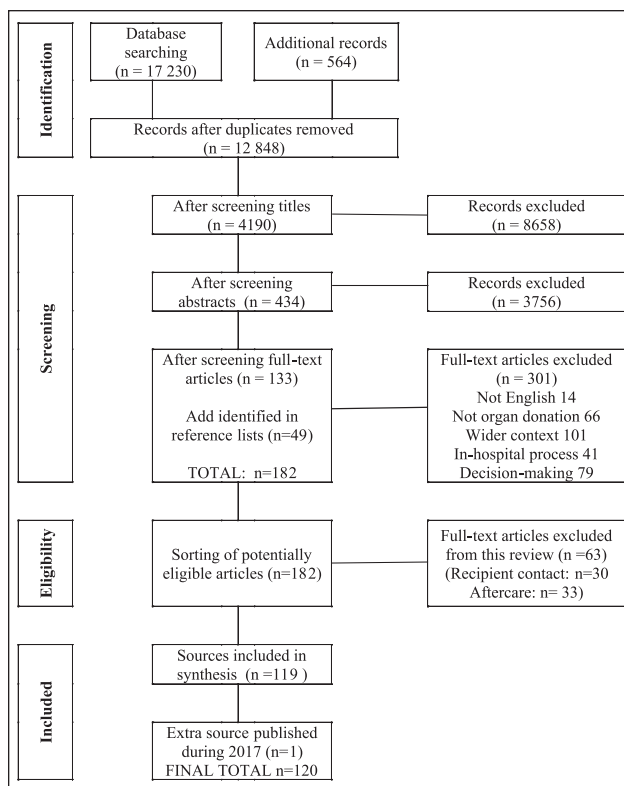 Identification
Database
searching
(n = 17 230)
Additional records
(n = 564)
Records after duplicates removed
(n = 12 848)
Screening
After screening titles
(n = 4190)
Records excluded
(n = 8658)
After screening
abstracts (n = 434)
Records excluded
(n = 3756)
After screening full-text
articles (n = 133)
Add identified in
reference lists (n=49)
TOTAL: n=182
Full-text articles excluded
(n = 301)
Not English 14
Not organ donation 66
Wider context 101
In-hospital process 41
Decision-making 79
Eligibility
Sorting of potentially
eligible articles (n=182)
Full-text articles excluded
from this review (n =63)
(Recipient contact: n=30
Aftercare: n= 33)
Included
Sources included in
synthesis (n =119 )
Extra source published
during 2017 (n=1)
FINAL TOTAL n=120